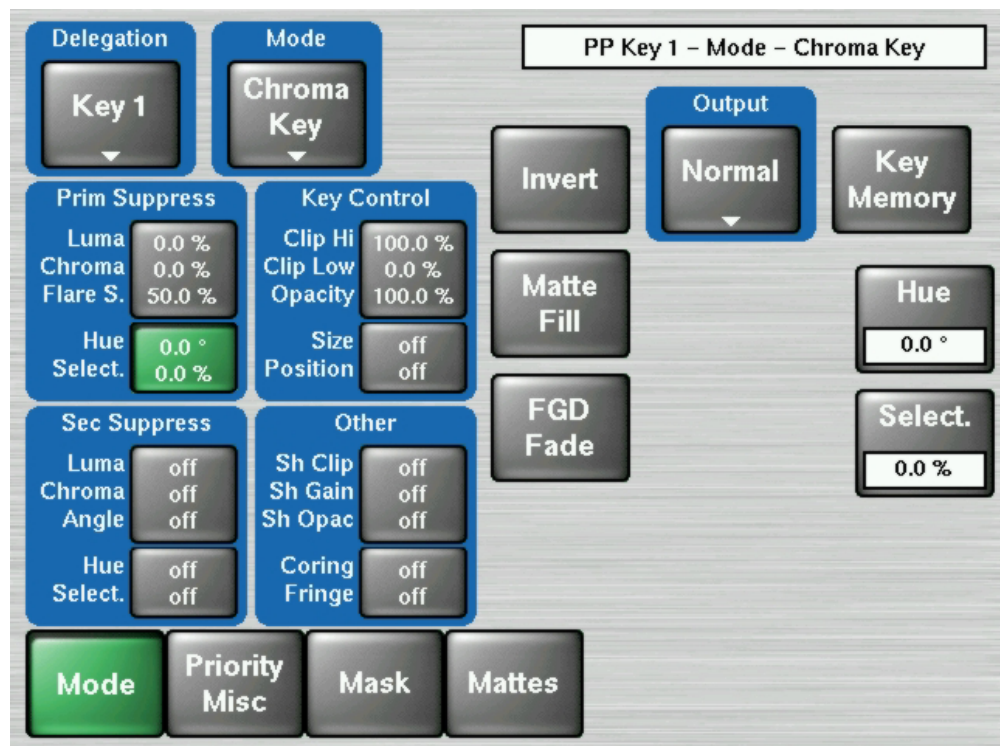 Delegation
Key 1
Mode
Chroma
Key
PP Key 1 – Mode – Chroma Key
Prim Suppress
Luma 0.0 %
Chroma 0.0 %
Flare S. 50.0 %
Hue 0.0 °
Select. 0.0 %
Key Control
Clip Hi 100.0 %
Clip Low 0.0 %
Opacity 100.0 %
Size off
Position off
Sec Suppress
Luma off
Chroma off
Angle off
Hue off
Select. off
Other
Sh Clip off
Sh Gain off
Sh Opac off
Coring off
Fringe off
Invert
Output
Normal
Key
Memory
Matte
Fill
Hue
0.0 °
FGD
Fade
Select.
0.0 %
Mode
Priority
Misc
Mask
Mattes